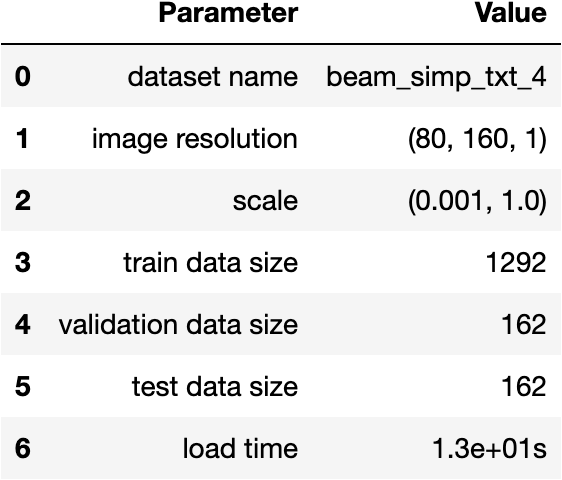 Parameter Value
0 dataset name beam_simp_txt_4
1 image resolution (80, 160, 1)
2 scale (0.001, 1.0)
3 train data size 1292
4 validation data size 162
5 test data size 162
6 load time 1.3e+01s